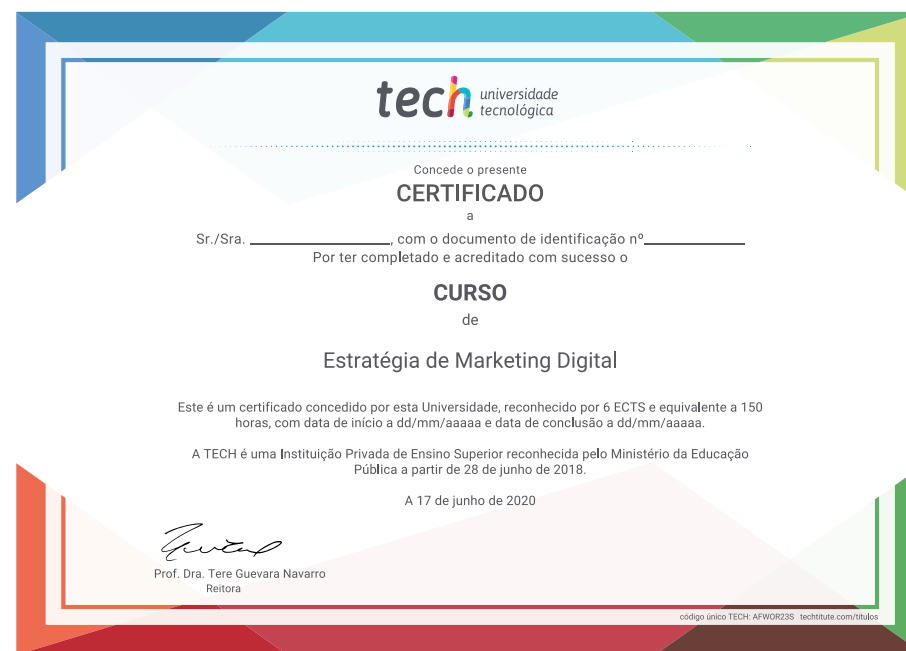 tech universidade
tecnológica
Concede o presente
CERTIFICADO
a
Sr./Sra. _________________, com o documento de identificação nº____________
Por ter completado e acreditado com sucesso o
CURSO
de
Estratégia de Marketing Digital
Este é um certificado concedido por esta Universidade, reconhecido por 6 ECTS e equivalente a 150
horas, com data de início a dd/mm/aaaaa e data de conclusão a dd/mm/aaaaa.
A TECH é uma Instituição Privada de Ensino Superior reconhecida pelo Ministério da Educação
Pública a partir de 28 de junho de 2018.
A 17 de junho de 2020
Prof. Dra. Tere Guevara Navarro
Reitora
código único TECH: AFWOR23S techtitute.com/titulos